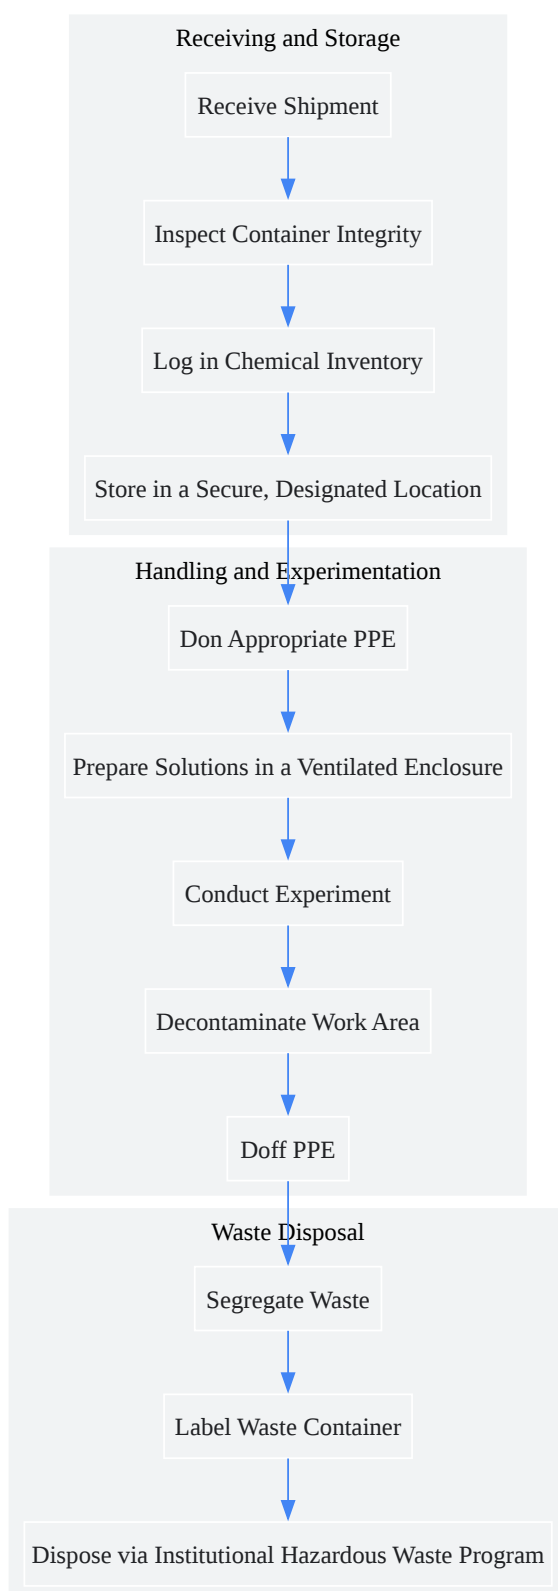 Receiving and Storage
Receive Shipment
Inspect Container Integrity
Log in Chemical Inventory
Store in a Secure, Designated Location
Handling and Experimentation
Don Appropriate PPE
Prepare Solutions in a Ventilated Enclosure
Conduct Experiment
Decontaminate Work Area
Doff PPE
Waste Disposal
Segregate Waste
Label Waste Container
Dispose via Institutional Hazardous Waste Program